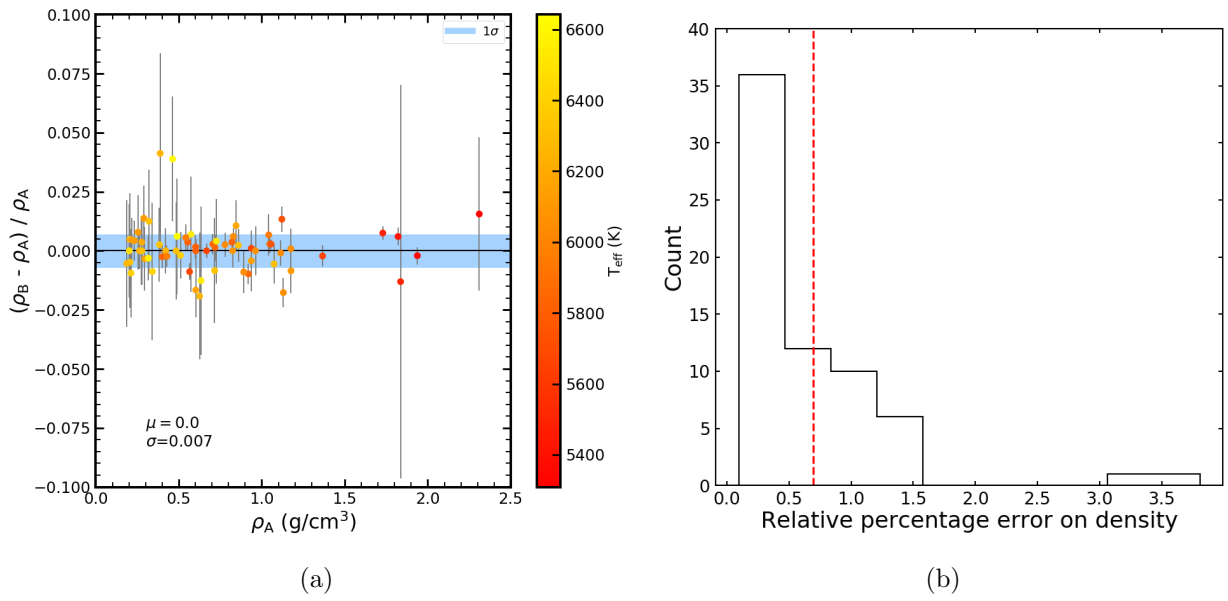 0.100
0.075
0.050
0.025
0.000
−0.025
−0.050
−0.075
−0.100
(ρB - ρA) / ρA
1σ
μ = 0.0
σ=0.007
0.0 0.5 1.0 1.5 2.0 2.5
ρA (g/cm³)
6600
6400
6200
6000
5800
5600
5400
Teff (K)
(a)
40
35
30
25
20
15
10
5
0
Count
0.0 0.5 1.0 1.5 2.0 2.5 3.0 3.5
Relative percentage error on density
(b)